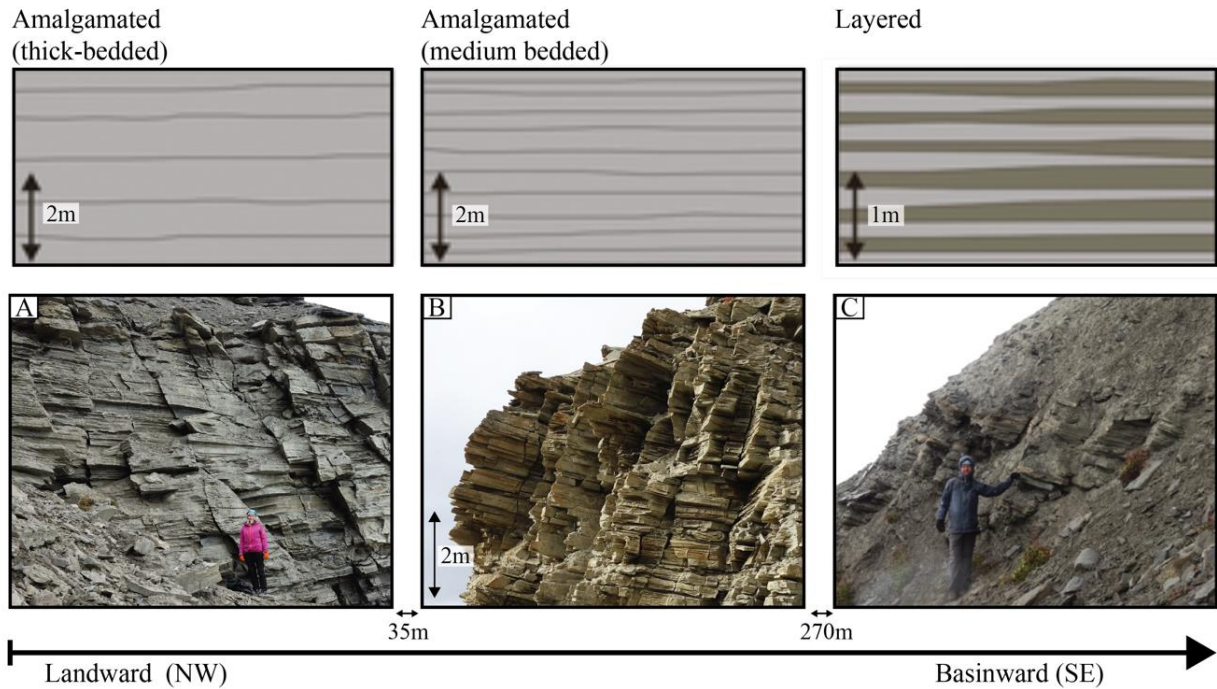 Amalgamated
(thick-bedded)
Amalgamated
(medium bedded)
Layered
2m
2m
1m
A
B
C
2m
35m
270m
Landward (NW)
Basinward (SE)